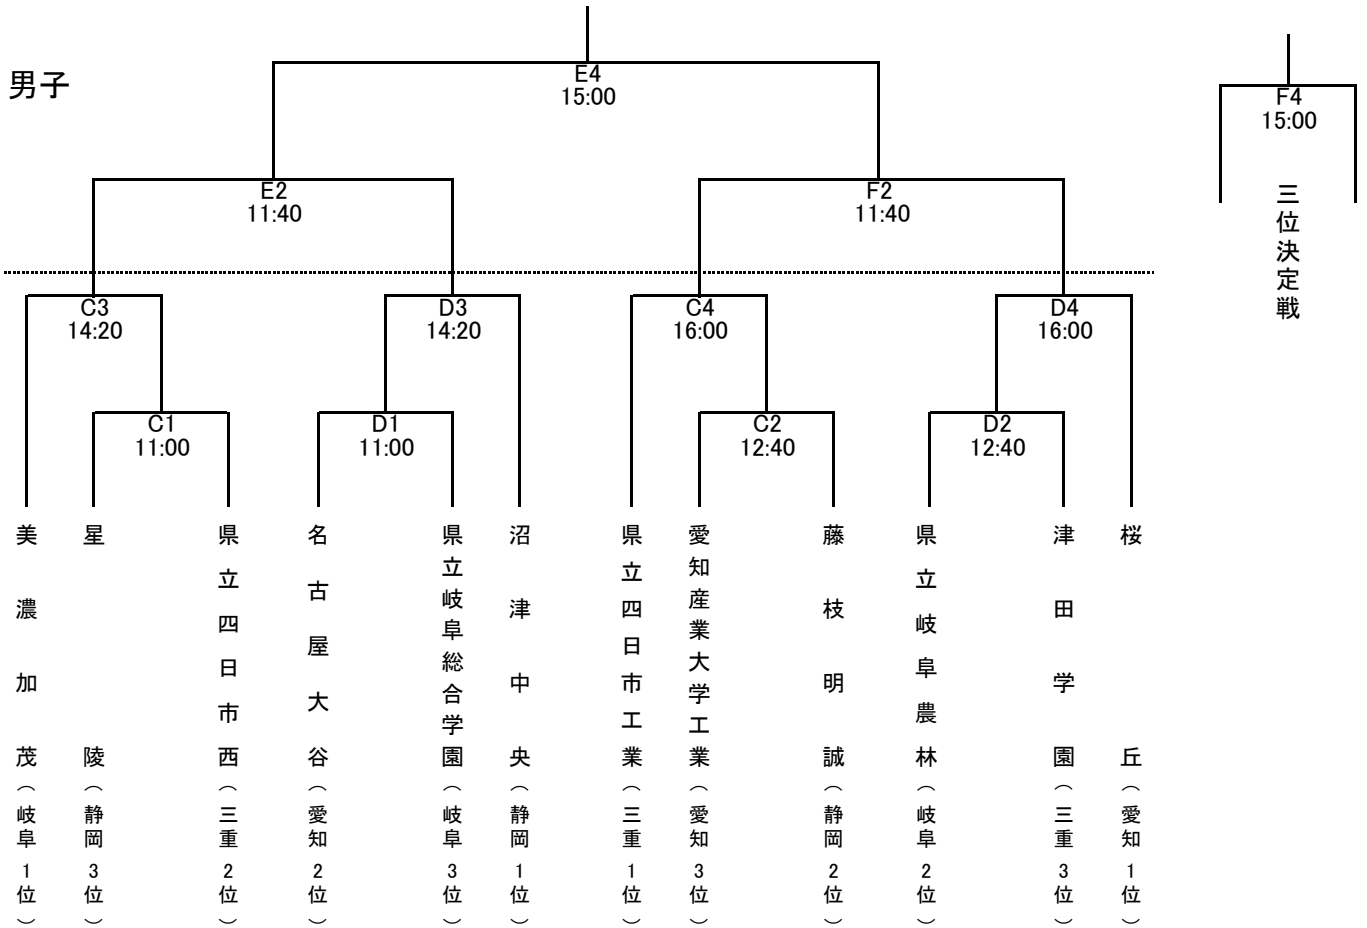 男子
E4
15:00
F4
15:00
三位決定戦
E2
11:40
F2
11:40
C3
14:20
D3
14:20
C4
16:00
D4
16:00
C1
11:00
D1
11:00
C2
12:40
D2
12:40
美濃加茂（岐阜1位）
星陵（静岡3位）
県立四日市西（三重2位）
名古屋大谷（愛知2位）
県立岐阜総合学園（岐阜3位）
沼津中央（静岡1位）
県立四日市工業（三重1位）
愛知産業大学工業（愛知3位）
藤枝明誠（静岡2位）
県立岐阜農林（岐阜2位）
津田学園（三重3位）
桜丘（愛知1位）